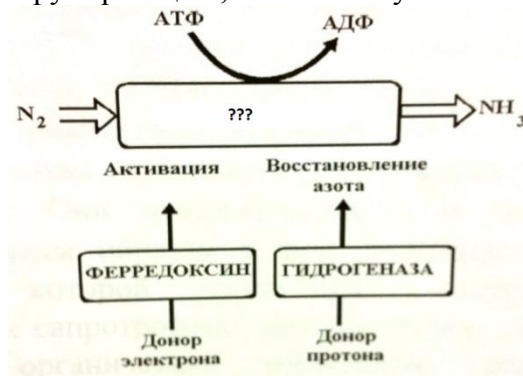 АТФ АДФ
N2 ??? NH3
Активация Восстановление
азота
ФЕРРЕДОКСИН ГИДРОГЕНАЗА
Донор Донор
электрона протона